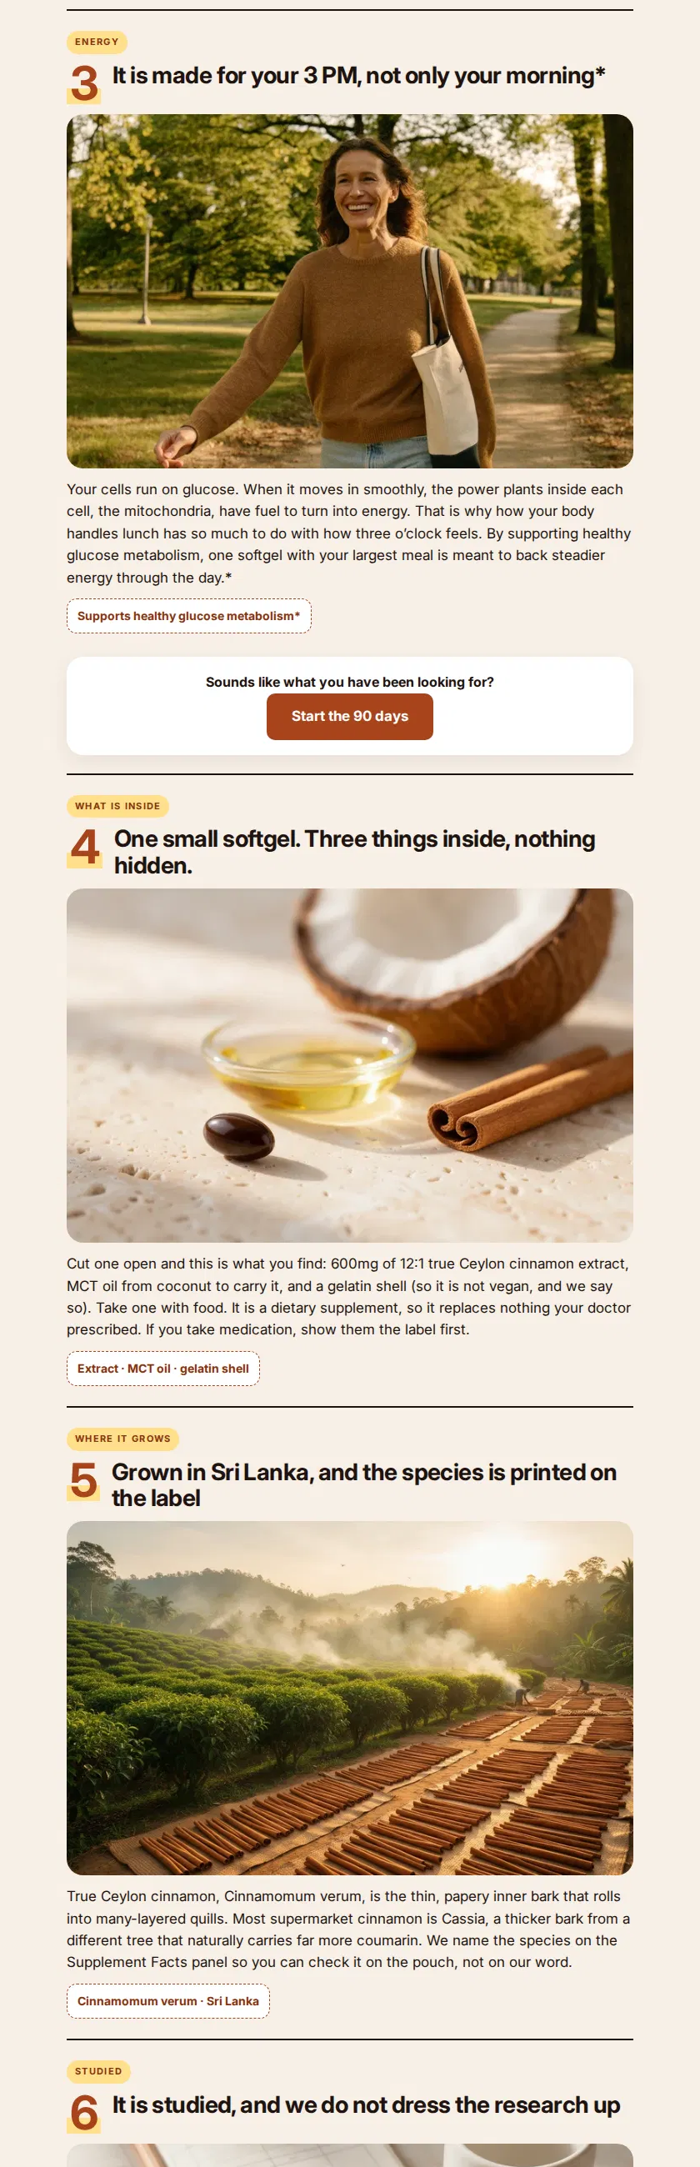 ENERGY
3 It is made for your 3 PM, not only your morning*
Your cells run on glucose. When it moves in smoothly, the power plants inside each
cell, the mitochondria, have fuel to turn into energy. That is why how your body
handles lunch has so much to do with how three o’clock feels. By supporting healthy
glucose metabolism, one softgel with your largest meal is meant to back steadier
energy through the day.*
Supports healthy glucose metabolism*
Sounds like what you have been looking for?
Start the 90 days
WHAT IS INSIDE
4 One small softgel. Three things inside, nothing
hidden.
Cut one open and this is what you find: 600mg of 12:1 true Ceylon cinnamon extract,
MCT oil from coconut to carry it, and a gelatin shell (so it is not vegan, and we say
so). Take one with food. It is a dietary supplement, so it replaces nothing your doctor
prescribed. If you take medication, show them the label first.
Extract · MCT oil · gelatin shell
WHERE IT GROWS
5 Grown in Sri Lanka, and the species is printed on
the label
True Ceylon cinnamon, Cinnamomum verum, is the thin, papery inner bark that rolls
into many-layered quills. Most supermarket cinnamon is Cassia, a thicker bark from a
different tree that naturally carries far more coumarin. We name the species on the
Supplement Facts panel so you can check it on the pouch, not on our word.
Cinnamomum verum · Sri Lanka
STUDIED
6 It is studied, and we do not dress the research up